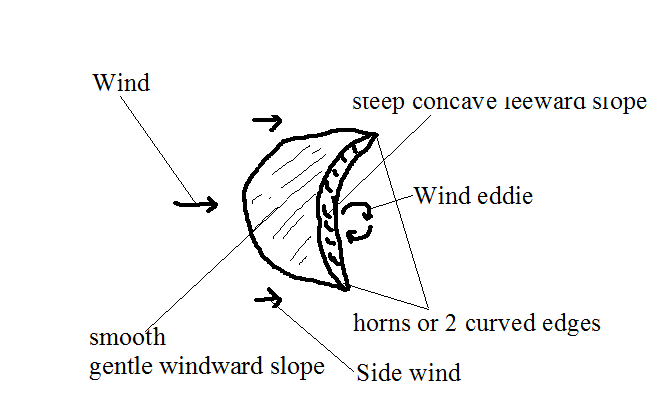 Wind
steep concave leeward slope
Wind eddie
horns or 2 curved edges
smooth
gentle windward slope
Side wind